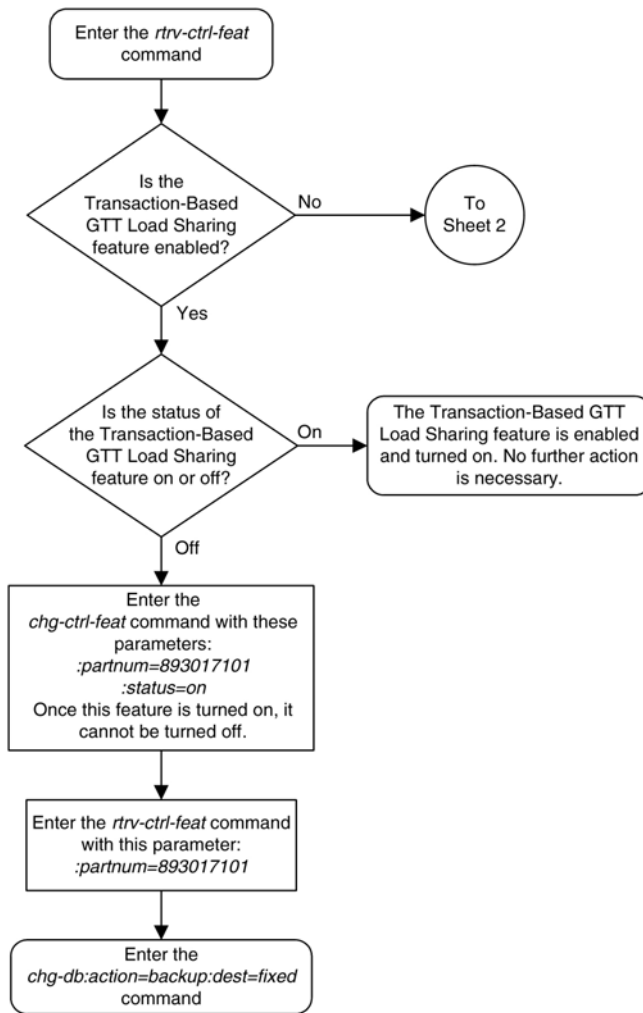 Enter the rtrv-ctrl-feat
command
Is the
Transaction-Based
GTT Load Sharing
feature enabled?
No
To
Sheet 2
Yes
Is the status of
the Transaction-Based
GTT Load Sharing
feature on or off?
On
The Transaction-Based GTT
Load Sharing feature is enabled
and turned on. No further action
is necessary.
Off
Enter the
chg-ctrl-feat command with these
parameters:
:partnum=893017101
:status=on
Once this feature is turned on, it
cannot be turned off.
Enter the rtrv-ctrl-feat command
with this parameter:
:partnum=893017101
Enter the
chg-db:action=backup:dest=fixed
command